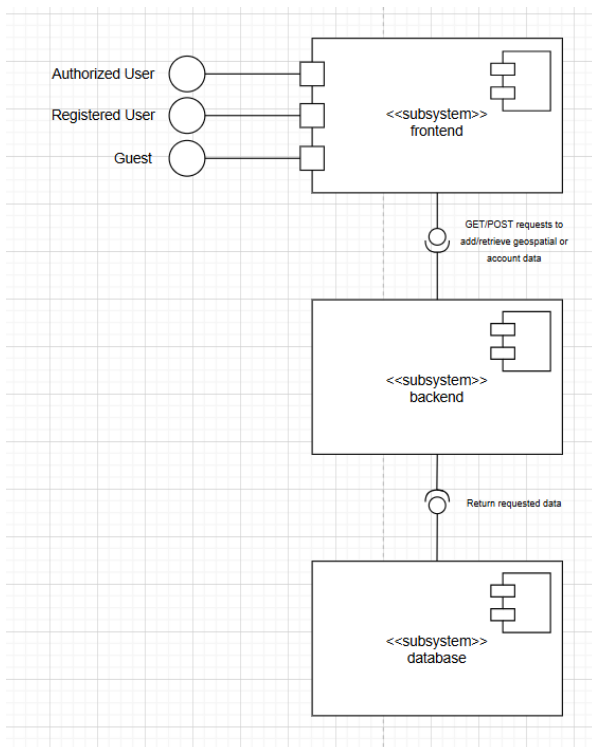 Authorized User
Registered User
Guest
<<subsystem>>
frontend
GET/POST requests to
add/retrieve geospatial or
account data
<<subsystem>>
backend
Return requested data
<<subsystem>>
database